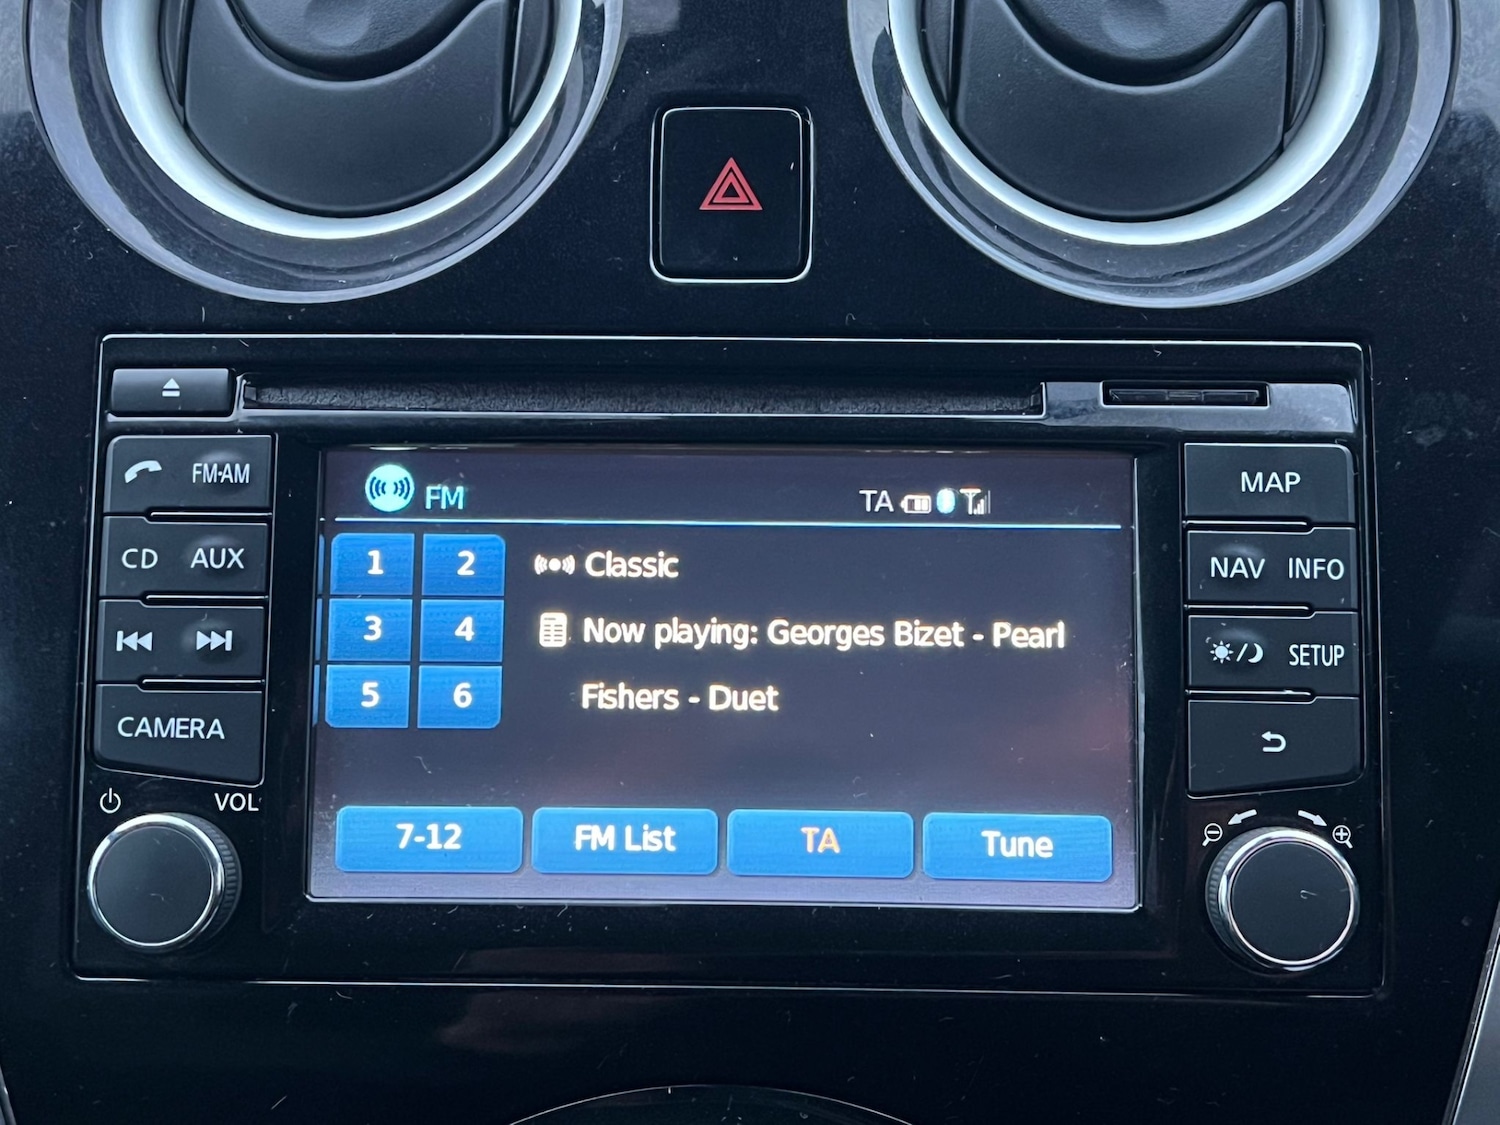 FM·AM
CD AUX
CAMERA
VOL
FM
TA
1 2
3 4
5 6
Classic
Now playing: Georges Bizet - Pearl
Fishers - Duet
7-12 FM List TA Tune
MAP
NAV INFO
SETUP